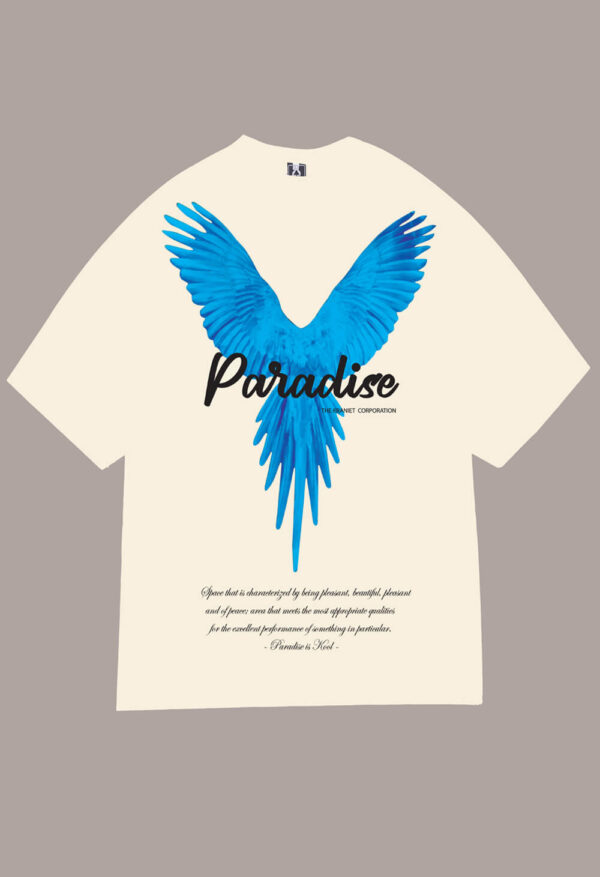 Paradise
THE KRANIET CORPORATION
Space that is characterized by being pleasant, beautiful, pleasant
and of peace; area that meets the most appropriate qualities
for the excellent performance of something in particular.
- Paradise is Kool -